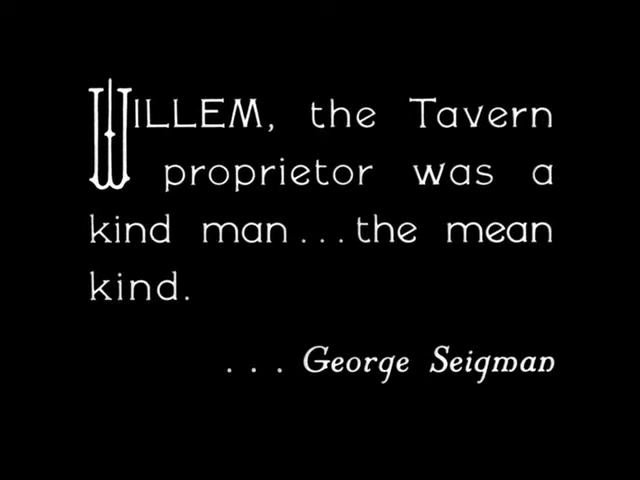 WILLEM, the Tavern
proprietor was a
kind man...the mean
kind.
... George Seigman